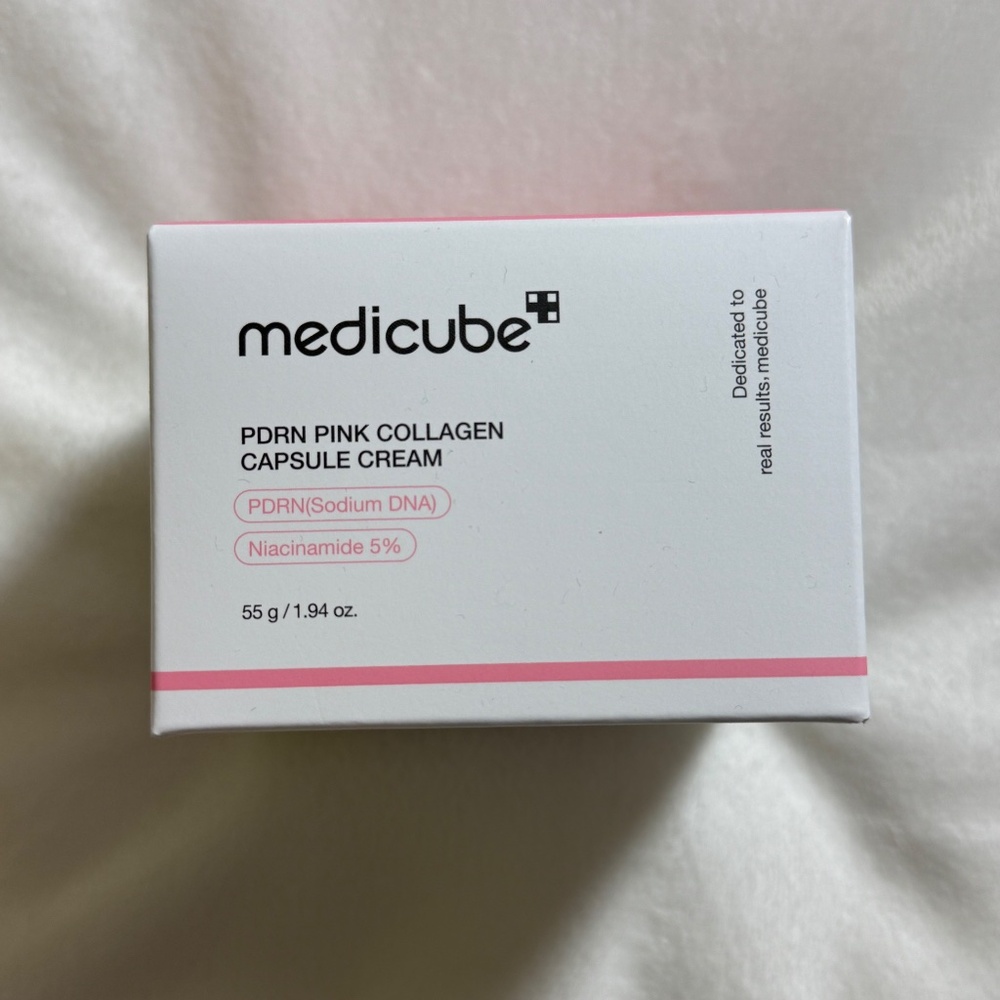 medicube
PDRN PINK COLLAGEN
CAPSULE CREAM
PDRN(Sodium DNA)
Niacinamide 5%
55 g / 1.94 oz.
Dedicated to
real results, medicube